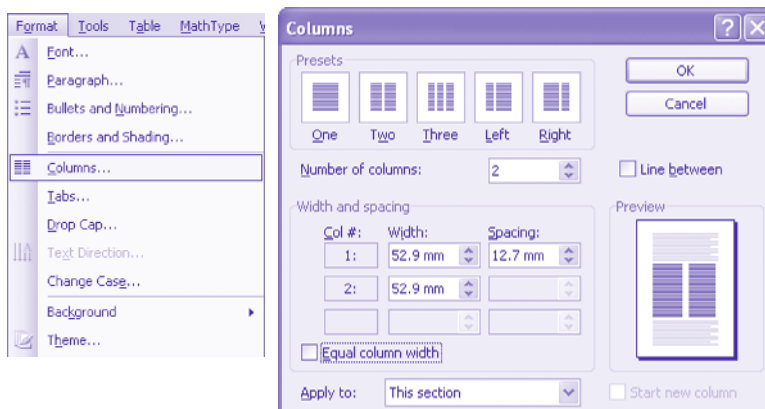 Format Tools Table MathType
Font...
Paragraph...
Bullets and Numbering...
Borders and Shading...
Columns...
Tabs...
Drop Cap...
Text Direction...
Change Case...
Background
Theme...
Columns
Presets
One Two Three Left Right
OK
Cancel
Number of columns: 2
Line between
Width and spacing
Col #: Width: Spacing:
1: 52.9 mm 12.7 mm
2: 52.9 mm
Equal column width
Preview
Apply to: This section
Start new column